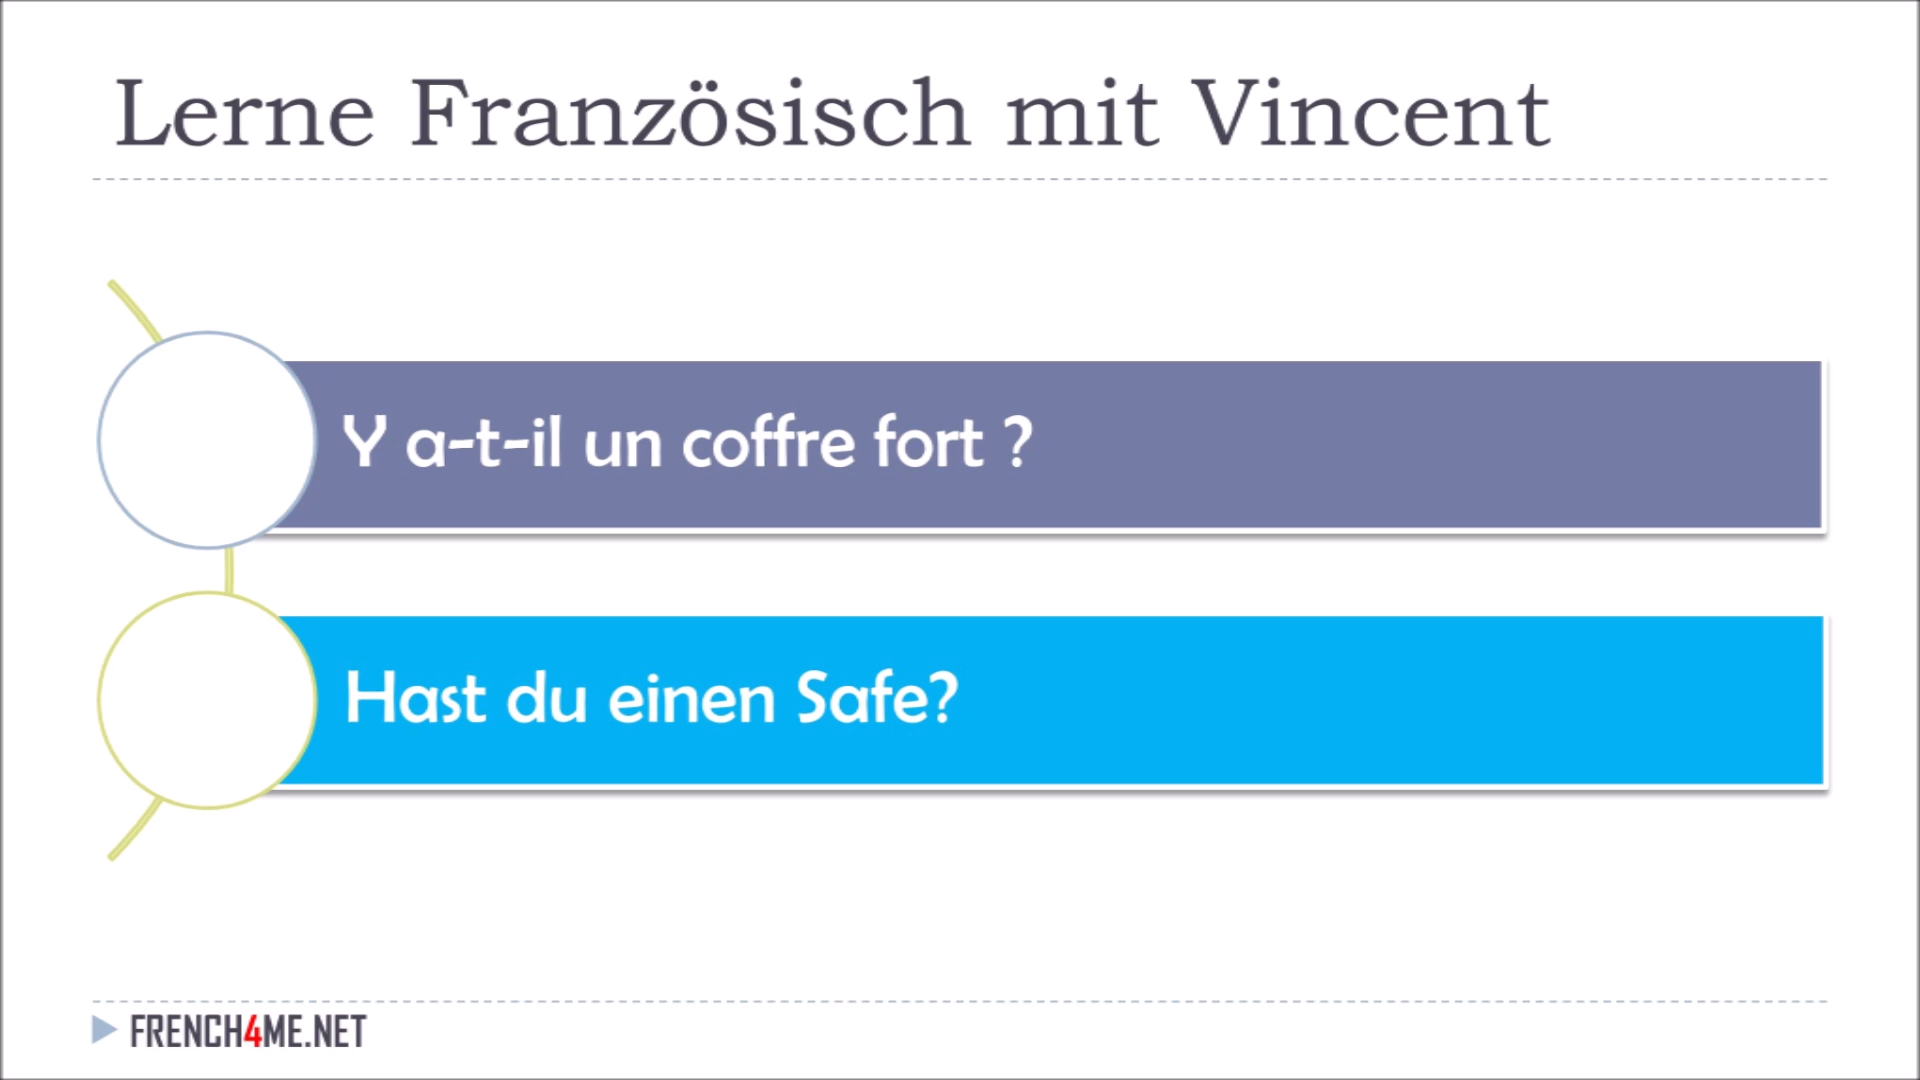 Lerne Französisch mit Vincent
Y a-t-il un coffre fort ?
Hast du einen Safe?
FRENCH4ME.NET